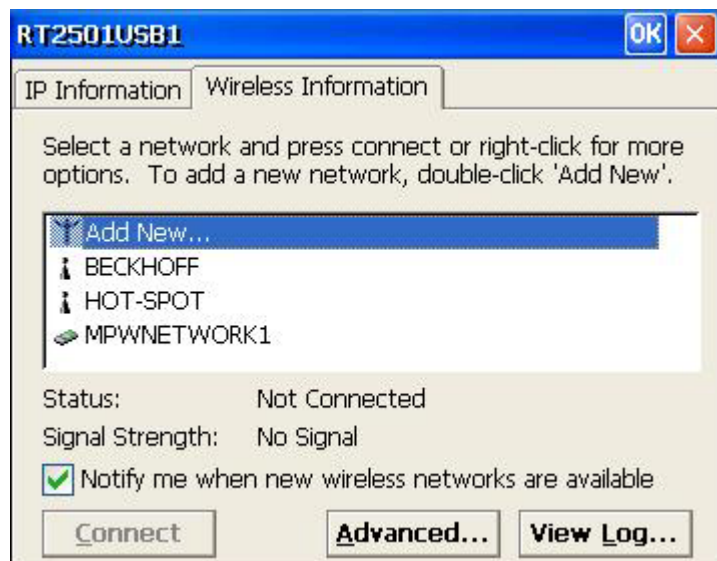 RT2501USB1 OK
IP Information Wireless Information
Select a network and press connect or right-click for more
options. To add a new network, double-click 'Add New'.
Add New...
BECKHOFF
HOT-SPOT
MPWNETWORK1
Status: Not Connected
Signal Strength: No Signal
Notify me when new wireless networks are available
Connect Advanced... View Log...